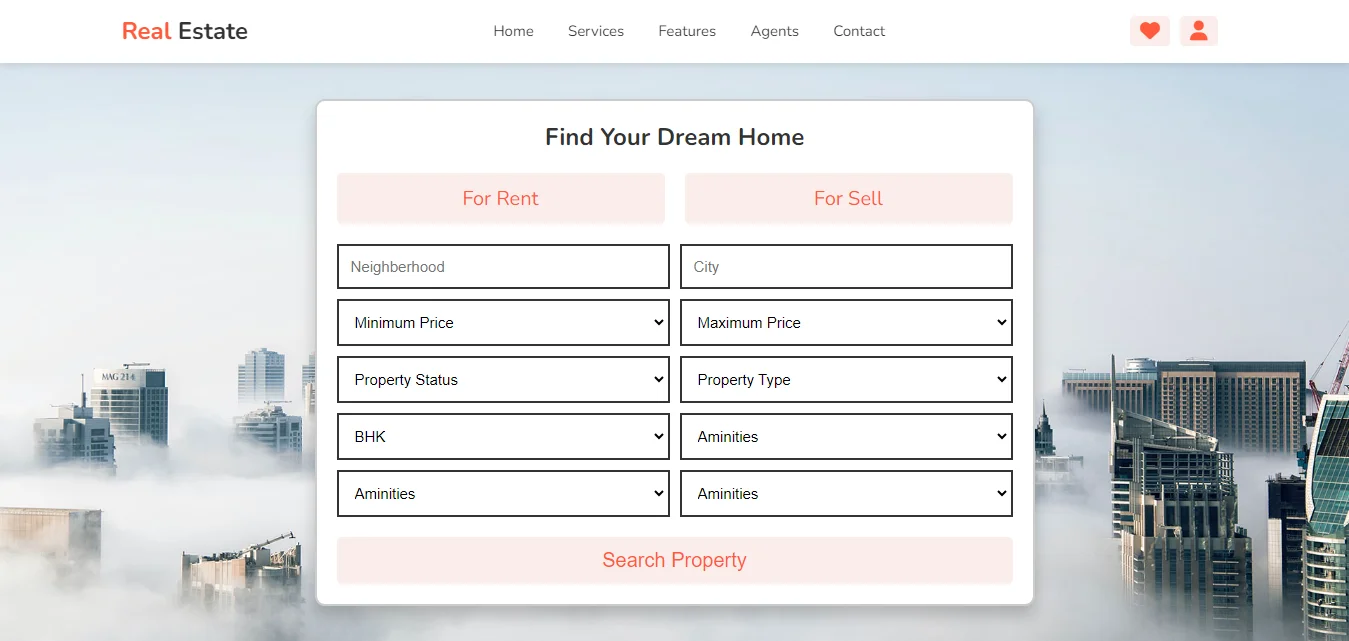 Real Estate
Home Services Features Agents Contact
Find Your Dream Home
For Rent For Sell
Neighberhood City
Minimum Price Maximum Price
Property Status Property Type
BHK Aminities
Aminities Aminities
Search Property
MAG 214